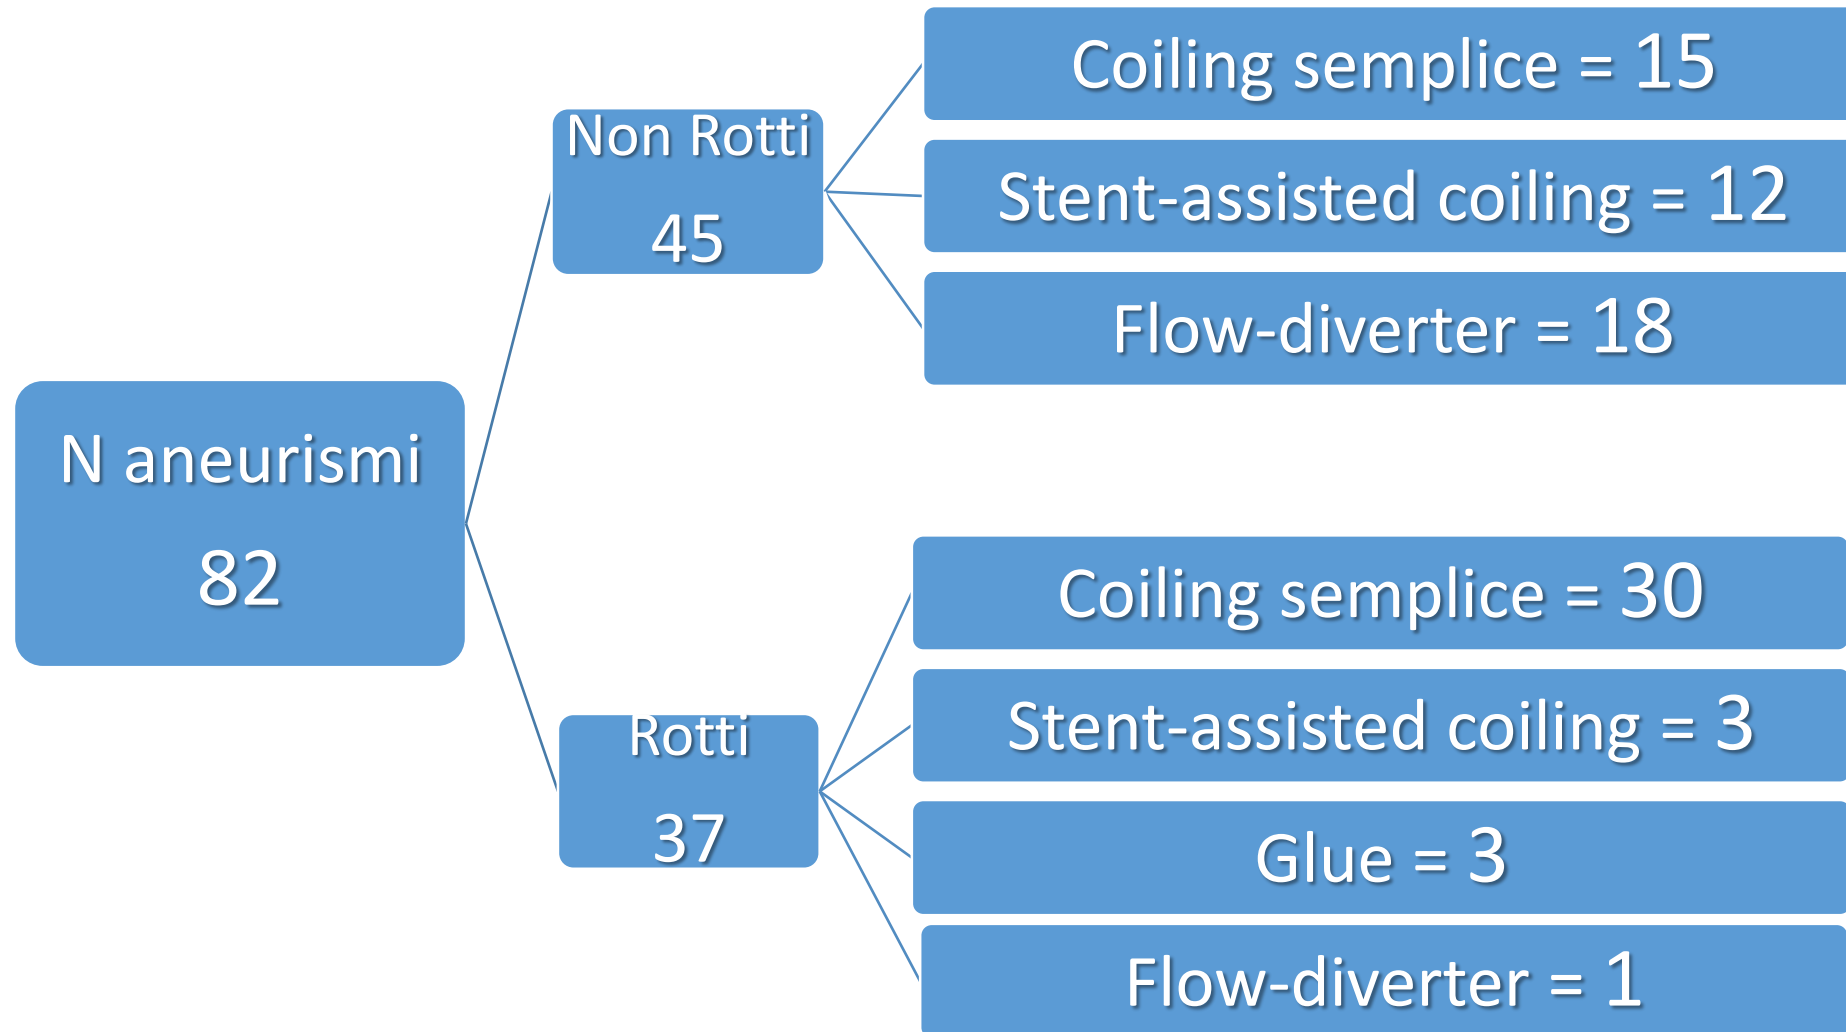 N aneurismi
82
Non Rotti
45
Coiling semplice = 15
Stent-assisted coiling = 12
Flow-diverter = 18
Rotti
37
Coiling semplice = 30
Stent-assisted coiling = 3
Glue = 3
Flow-diverter = 1